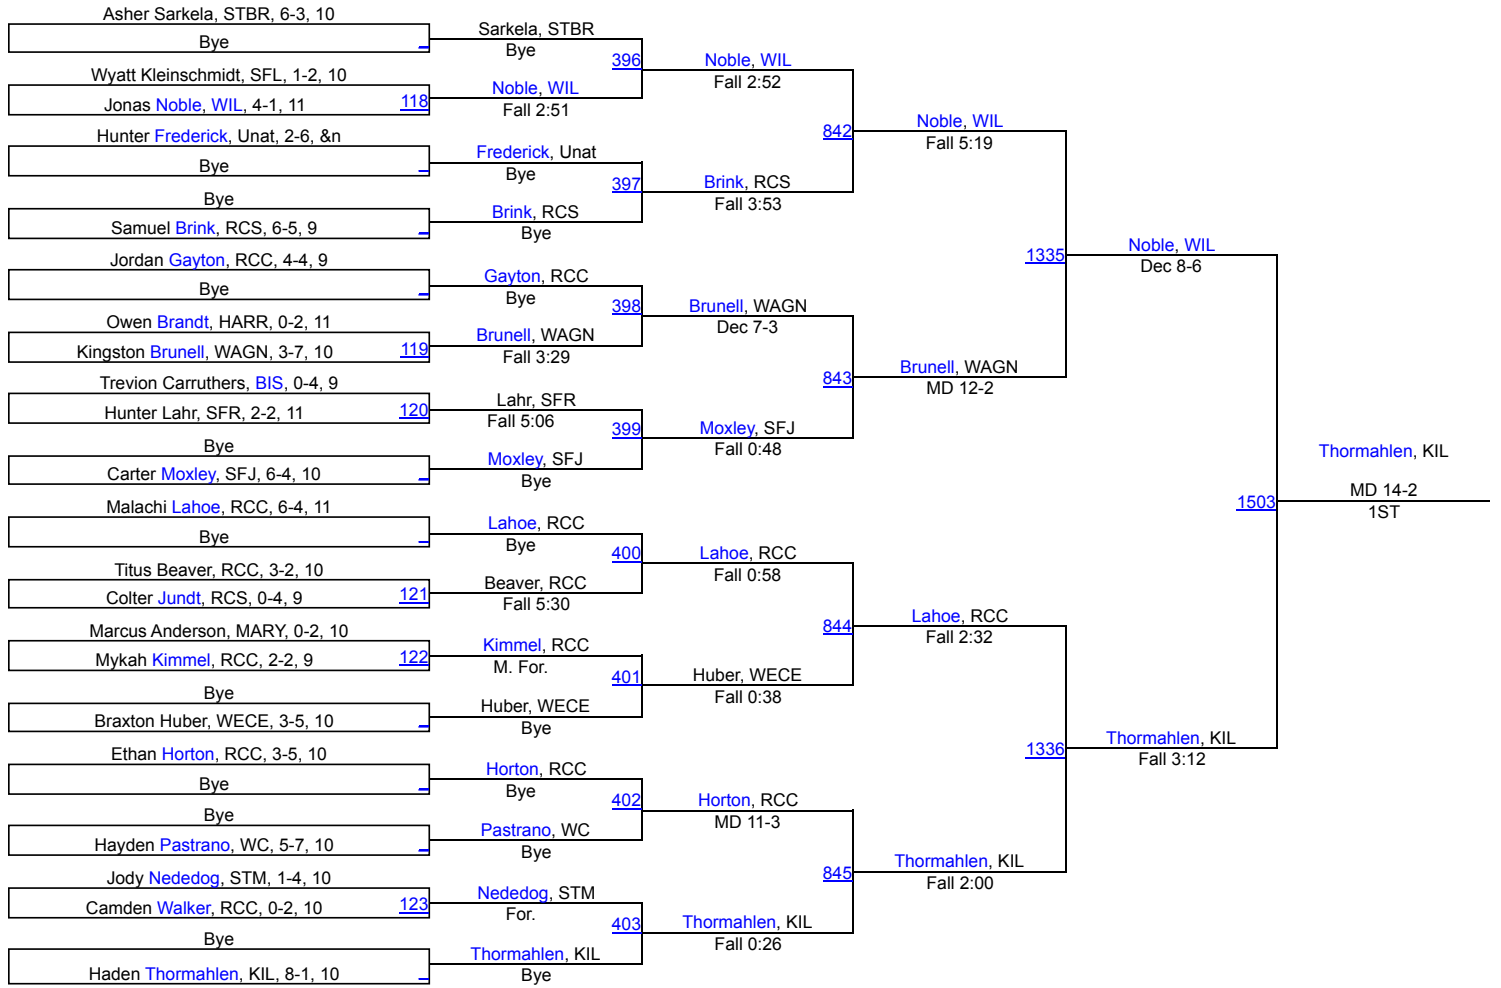 Asher Sarkela, STBR, 6-3, 10
Bye
Wyatt Kleinschmidt, SFL, 1-2, 10
Jonas Noble, WIL, 4-1, 11
118
Hunter Frederick, Unat, 2-6, &n
Bye
Bye
Samuel Brink, RCS, 6-5, 9
Jordan Gayton, RCC, 4-4, 9
Bye
Owen Brandt, HARR, 0-2, 11
Kingston Brunell, WAGN, 3-7, 10
119
Trevion Carruthers, BIS, 0-4, 9
Hunter Lahr, SFR, 2-2, 11
120
Bye
Carter Moxley, SFJ, 6-4, 10
Malachi Lahoe, RCC, 6-4, 11
Bye
Titus Beaver, RCC, 3-2, 10
Colter Jundt, RCS, 0-4, 9
121
Marcus Anderson, MARY, 0-2, 10
Mykah Kimmel, RCC, 2-2, 9
122
Bye
Braxton Huber, WECE, 3-5, 10
Ethan Horton, RCC, 3-5, 10
Bye
Bye
Hayden Pastrano, WC, 5-7, 10
Jody Nededog, STM, 1-4, 10
Camden Walker, RCC, 0-2, 10
123
Bye
Haden Thormahlen, KIL, 8-1, 10
Sarkela, STBR
Bye
396
Noble, WIL
Fall 2:51
Frederick, Unat
Bye
397
Brink, RCS
Bye
Gayton, RCC
Bye
398
Brunell, WAGN
Fall 3:29
Lahr, SFR
Fall 5:06
399
Moxley, SFJ
Bye
Lahoe, RCC
Bye
400
Beaver, RCC
Fall 5:30
Kimmel, RCC
M. For.
401
Huber, WECE
Bye
Horton, RCC
Bye
402
Pastrano, WC
Bye
Nededog, STM
For.
403
Thormahlen, KIL
Bye
Noble, WIL
Fall 2:52
842
Brink, RCS
Fall 3:53
Brunell, WAGN
Dec 7-3
843
Moxley, SFJ
Fall 0:48
Lahoe, RCC
Fall 0:58
844
Huber, WECE
Fall 0:38
Horton, RCC
MD 11-3
845
Thormahlen, KIL
Fall 0:26
Noble, WIL
Fall 5:19
1335
Brunell, WAGN
MD 12-2
Lahoe, RCC
Fall 2:32
1336
Thormahlen, KIL
Fall 2:00
Noble, WIL
Dec 8-6
1503
Thormahlen, KIL
Fall 3:12
Thormahlen, KIL
MD 14-2
1ST